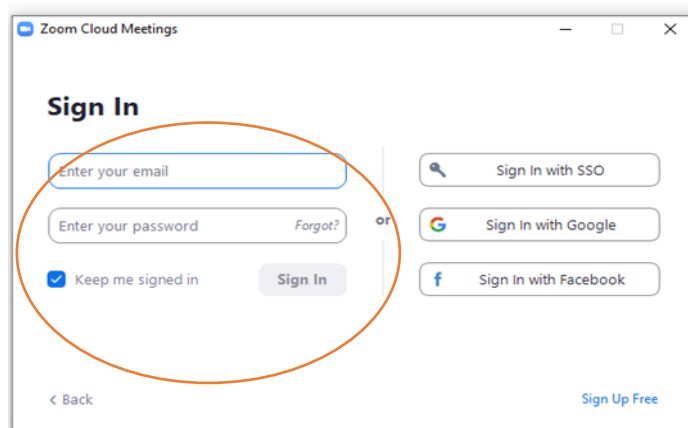 Zoom Cloud Meetings
Sign In
Enter your email
Enter your password Forgot?
Keep me signed in Sign In
or
Sign In with SSO
Sign In with Google
Sign In with Facebook
< Back
Sign Up Free